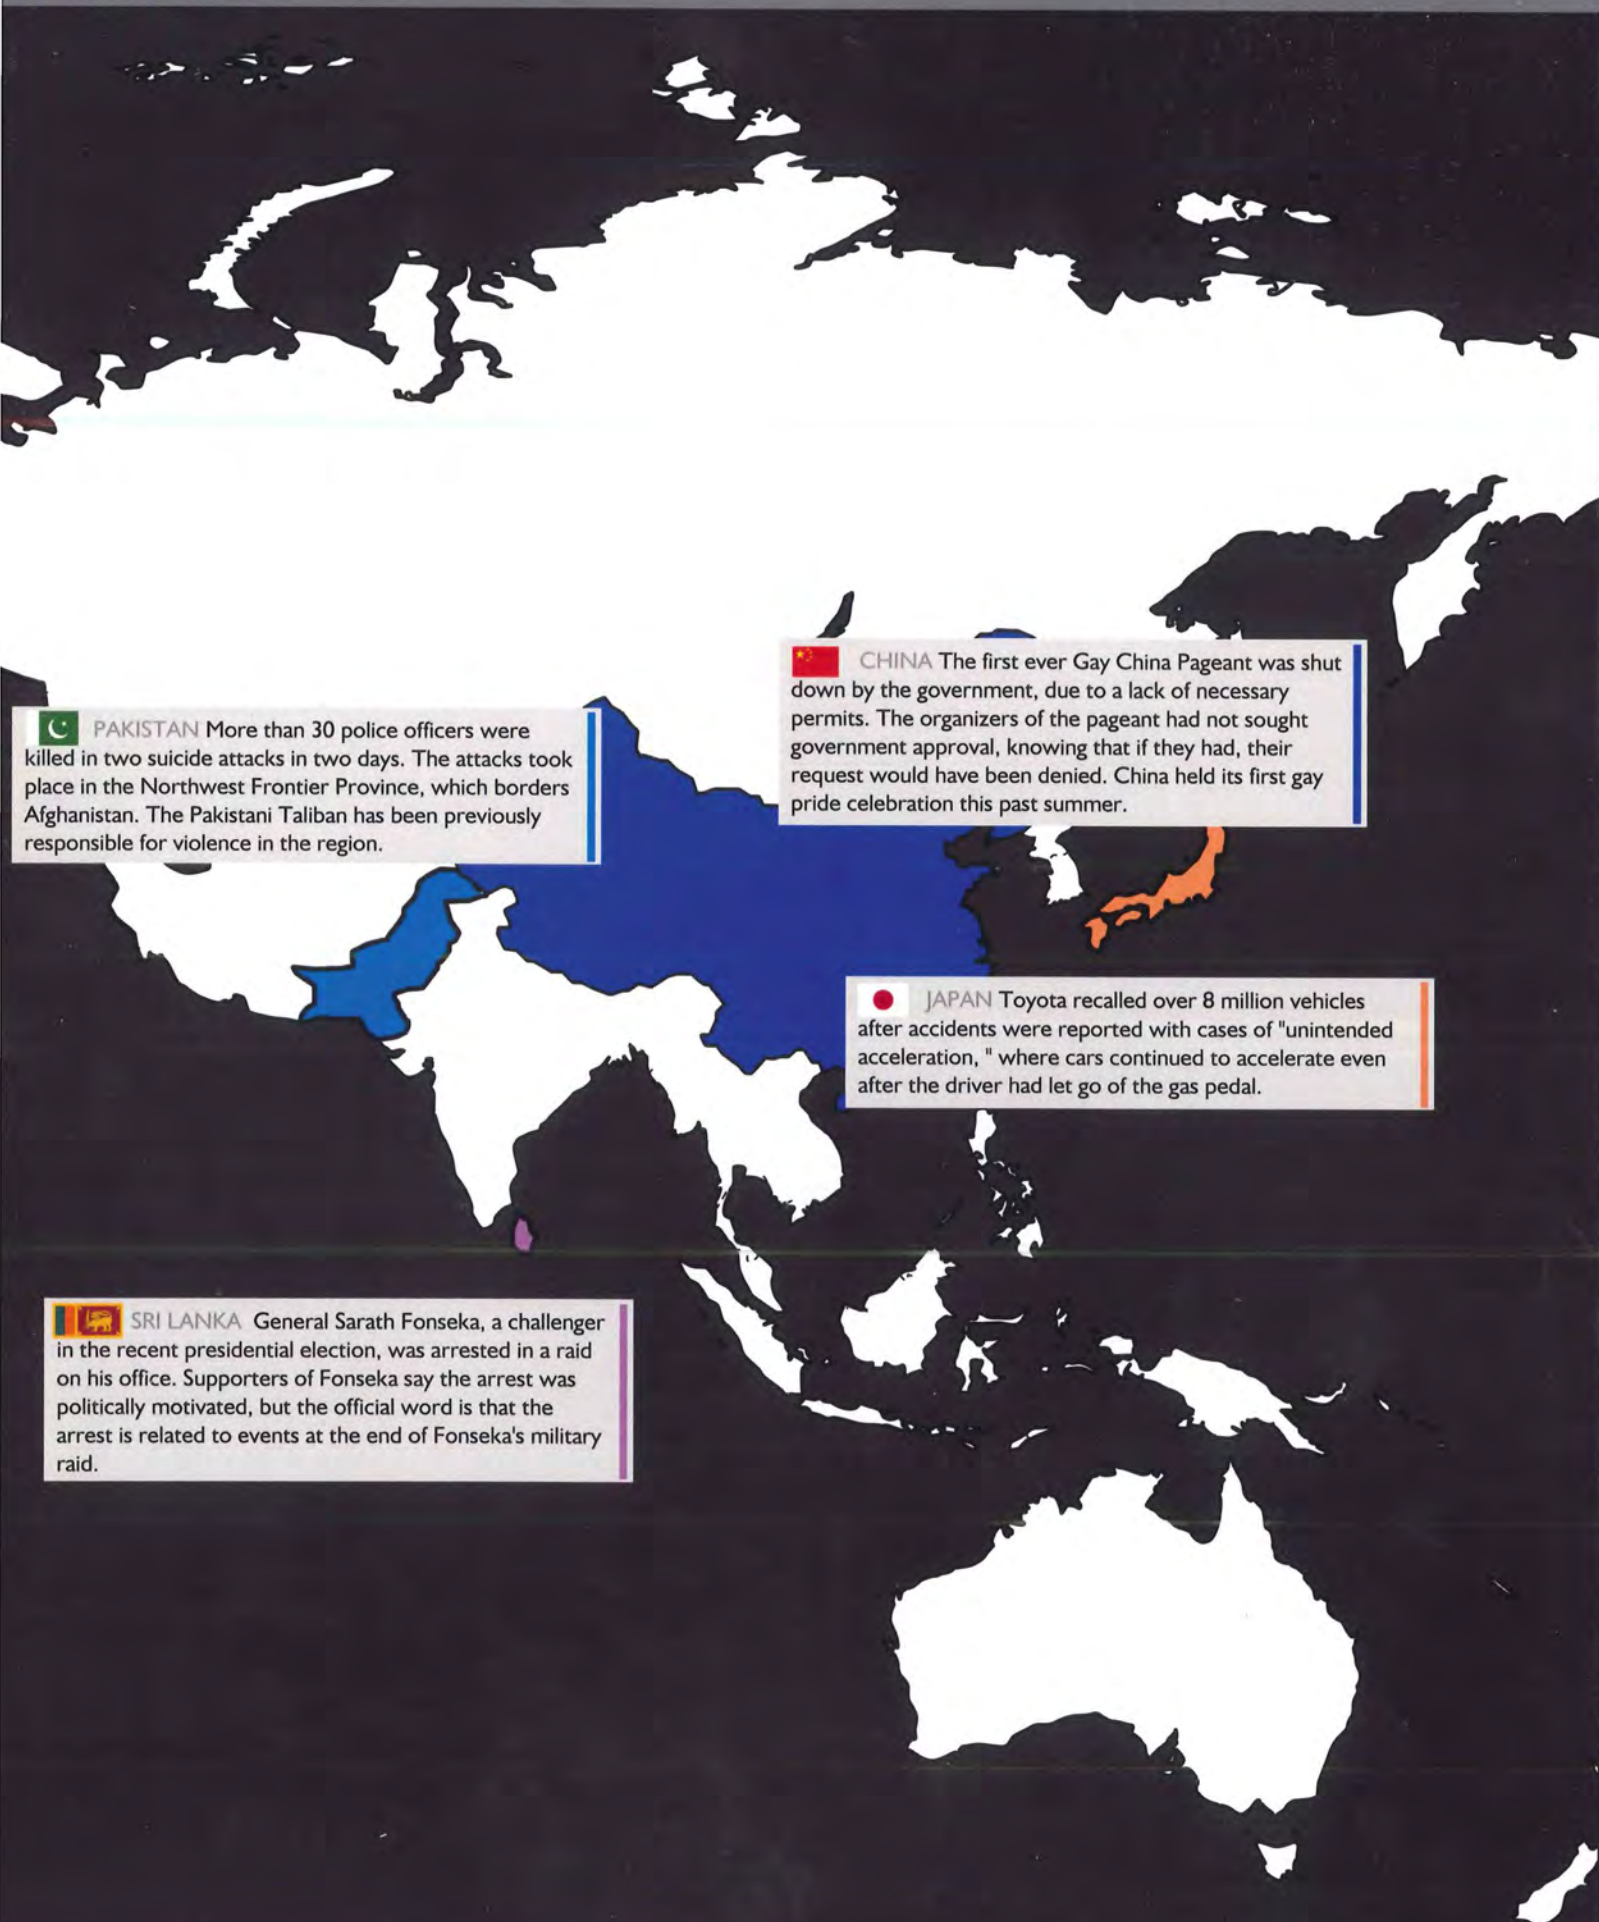 CHINA The first ever Gay China Pageant was shut
down by the government, due to a lack of necessary
permits. The organizers of the pageant had not sought
government approval, knowing that if they had, their
request would have been denied. China held its first gay
pride celebration this past summer.
PAKISTAN More than 30 police officers were
killed in two suicide attacks in two days. The attacks took
place in the Northwest Frontier Province, which borders
Afghanistan. The Pakistani Taliban has been previously
responsible for violence in the region.
JAPAN Toyota recalled over 8 million vehicles
after accidents were reported with cases of "unintended
acceleration, " where cars continued to accelerate even
after the driver had let go of the gas pedal.
SRI LANKA General Sarath Fonseka, a challenger
in the recent presidential election, was arrested in a raid
on his office. Supporters of Fonseka say the arrest was
politically motivated, but the official word is that the
arrest is related to events at the end of Fonseka's military
raid.